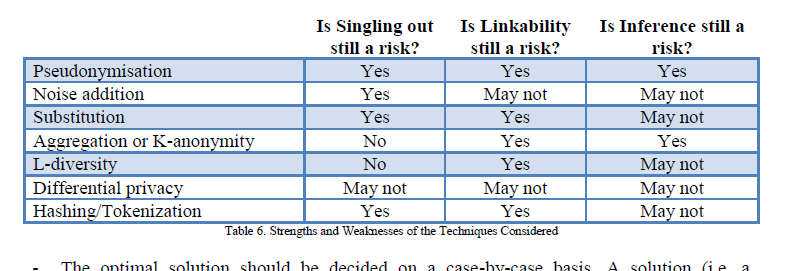 Is Singling out Is Linkability Is Inference still a
still a risk? still a risk? risk?
Pseudonymisation Yes Yes Yes
Noise addition Yes May not May not
Substitution Yes Yes May not
Aggregation or K-anonymity No Yes Yes
L-diversity No Yes May not
Differential privacy May not May not May not
Hashing/Tokenization Yes Yes May not
Table 6. Strengths and Weaknesses of the Techniques Considered
- The optimal solution should be decided on a case-by-case basis. A solution (i.e. a